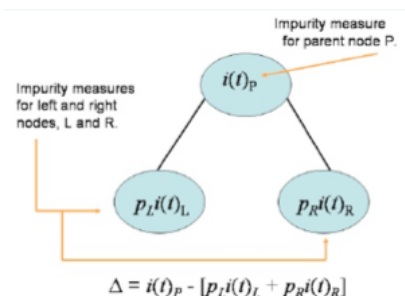 Impurity measure
for parent node P.
i(t)P
Impurity measures
for left and right
nodes, L and R.
pLi(t)L
pRi(t)R
Δ = i(t)P - [pLi(t)L + pRi(t)R]